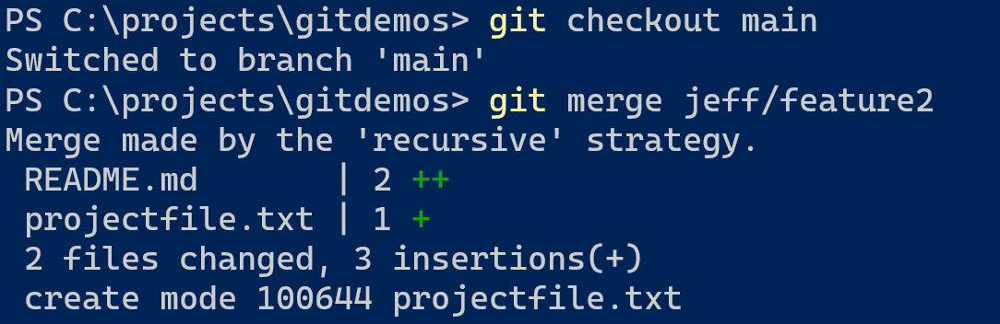 PS C:\projects\gitdemos> git checkout main
Switched to branch 'main'
PS C:\projects\gitdemos> git merge jeff/feature2
Merge made by the 'recursive' strategy.
 README.md       | 2 ++
 projectfile.txt | 1 +
 2 files changed, 3 insertions(+)
 create mode 100644 projectfile.txt